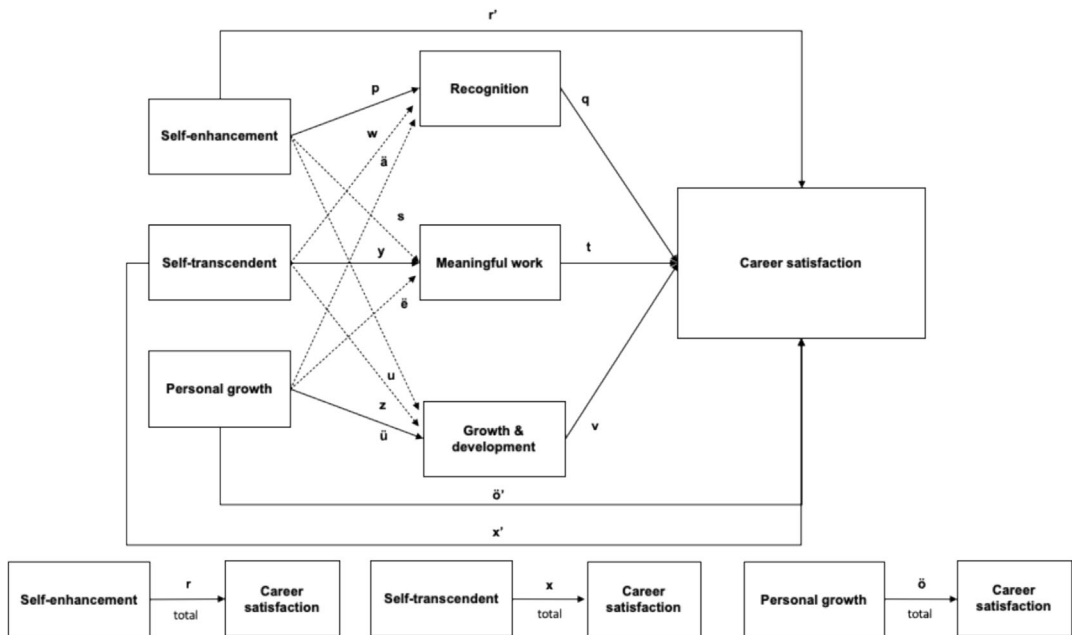 r’
p
Recognition
q
Self-enhancement
w
ä
s
Self-transcendent
y
Meaningful work
t
Career satisfaction
ë
Personal growth
u
z
ü
Growth &
development
v
ö’
x’
Self-enhancement
r
total
Career
satisfaction
Self-transcendent
x
total
Career
satisfaction
Personal growth
ö
total
Career
satisfaction